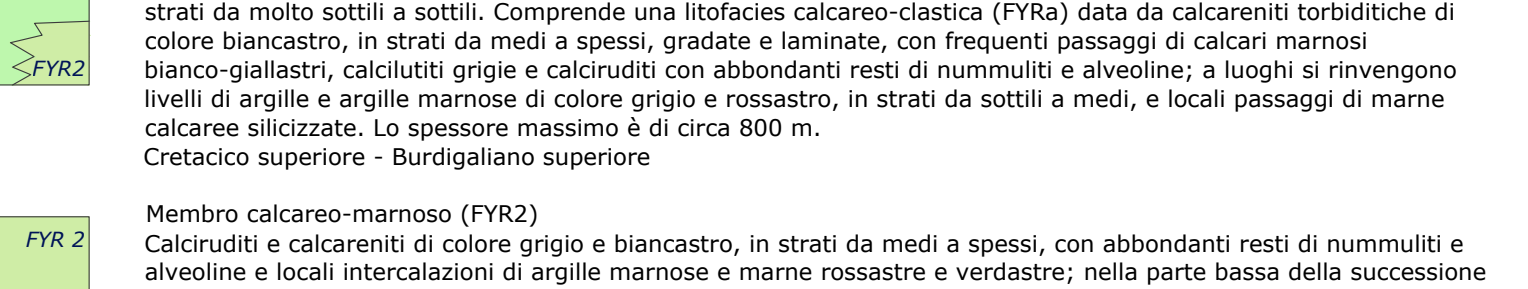 strati da molto sottili a sottili. Comprende una litofacies calcareo-clastica (FYRa) data da calcareniti torbiditiche di
colore biancastro, in strati da medi a spessi, gradate e laminate, con frequenti passaggi di calcari marnosi
FYR2
bianco-giallastri, calcilutiti grigie e calciruditi con abbondanti resti di nummuliti e alveoline; a luoghi si rinvengono
livelli di argille e argille marnose di colore grigio e rossastro, in strati da sottili a medi, e locali passaggi di marne
calcaree silicizzate. Lo spessore massimo è di circa 800 m.
Cretacico superiore - Burdigaliano superiore
Membro calcareo-marnoso (FYR2)
FYR 2
Calciruditi e calcareniti di colore grigio e biancastro, in strati da medi a spessi, con abbondanti resti di nummuliti e
alveoline e locali intercalazioni di argille marnose e marne rossastre e verdastre; nella parte bassa della successione